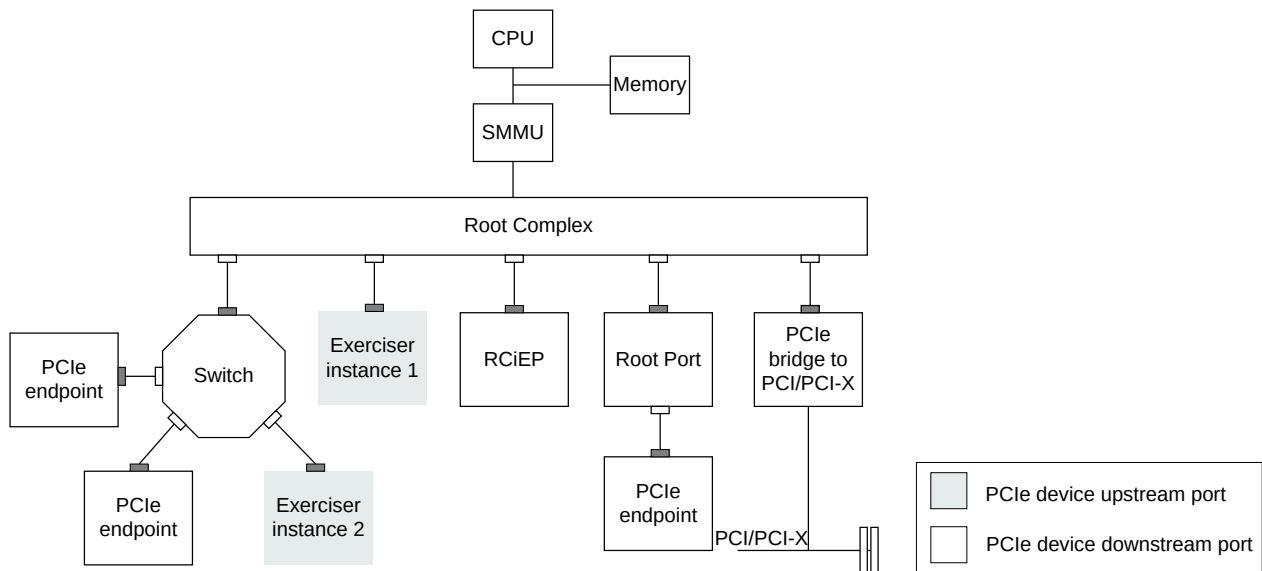 CPU
Memory
SMMU
Root Complex
PCIe
endpoint
Switch
Exerciser
instance 1
RCiEP
Root Port
PCIe
bridge to
PCI/PCI-X
PCIe
endpoint
Exerciser
instance 2
PCIe
endpoint
PCI/PCI-X
PCIe device upstream port
PCIe device downstream port